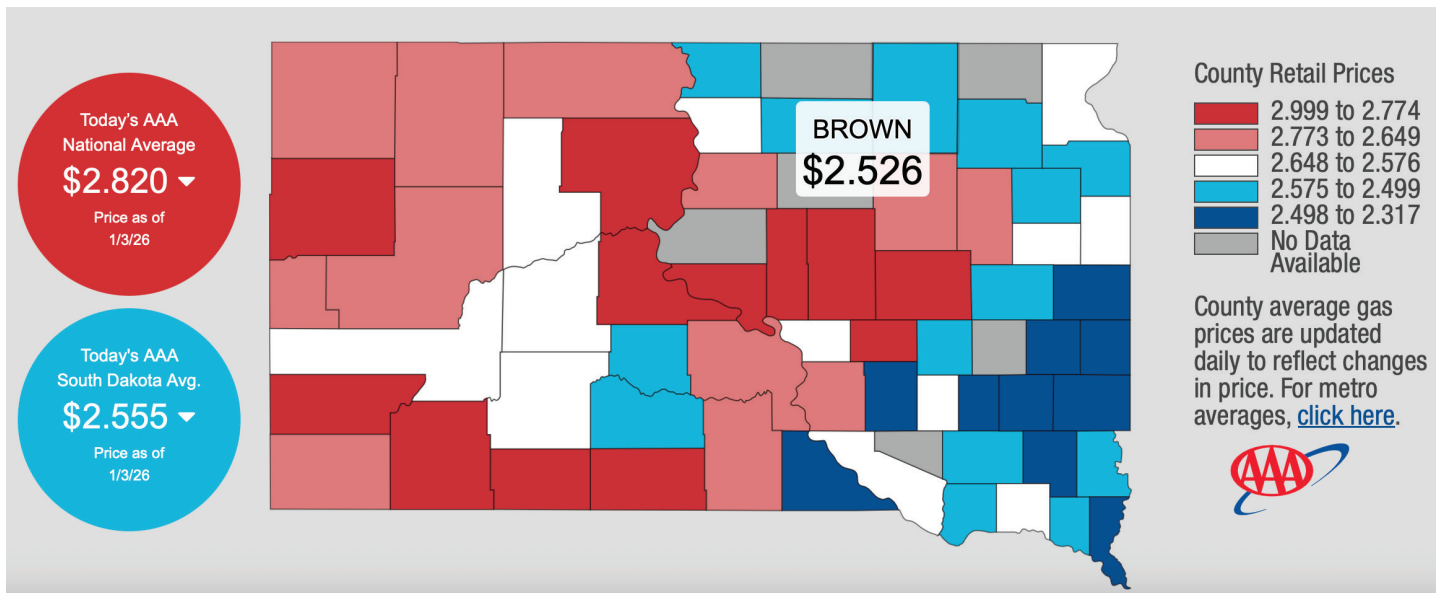 Today's AAA
National Average
$2.820
Price as of
1/3/26
Today's AAA
South Dakota Avg.
$2.555
Price as of
1/3/26
BROWN
$2.526
County Retail Prices
2.999 to 2.774
2.773 to 2.649
2.648 to 2.576
2.575 to 2.499
2.498 to 2.317
No Data
Available
County average gas
prices are updated
daily to reflect changes
in price. For metro
averages, click here.
AAA